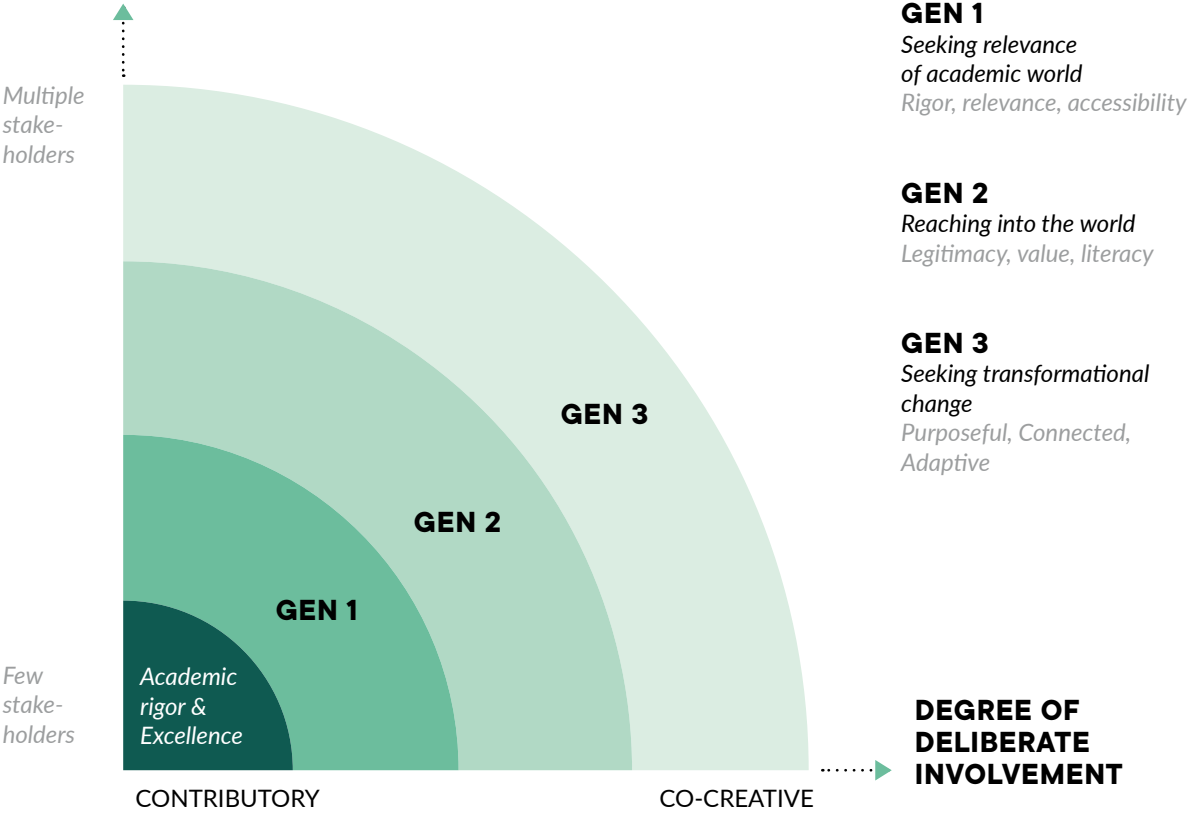 GEN 1
Seeking relevance
of academic world
Rigor, relevance, accessibility
GEN 2
Reaching into the world
Legitimacy, value, literacy
GEN 3
Seeking transformational
change
Purposeful, Connected,
Adaptive
Multiple
stake-
holders
GEN 3
GEN 2
GEN 1
Academic
rigor &
Excellence
Few
stake-
holders
DEGREE OF
DELIBERATE
INVOLVEMENT
CONTRIBUTORY
CO-CREATIVE